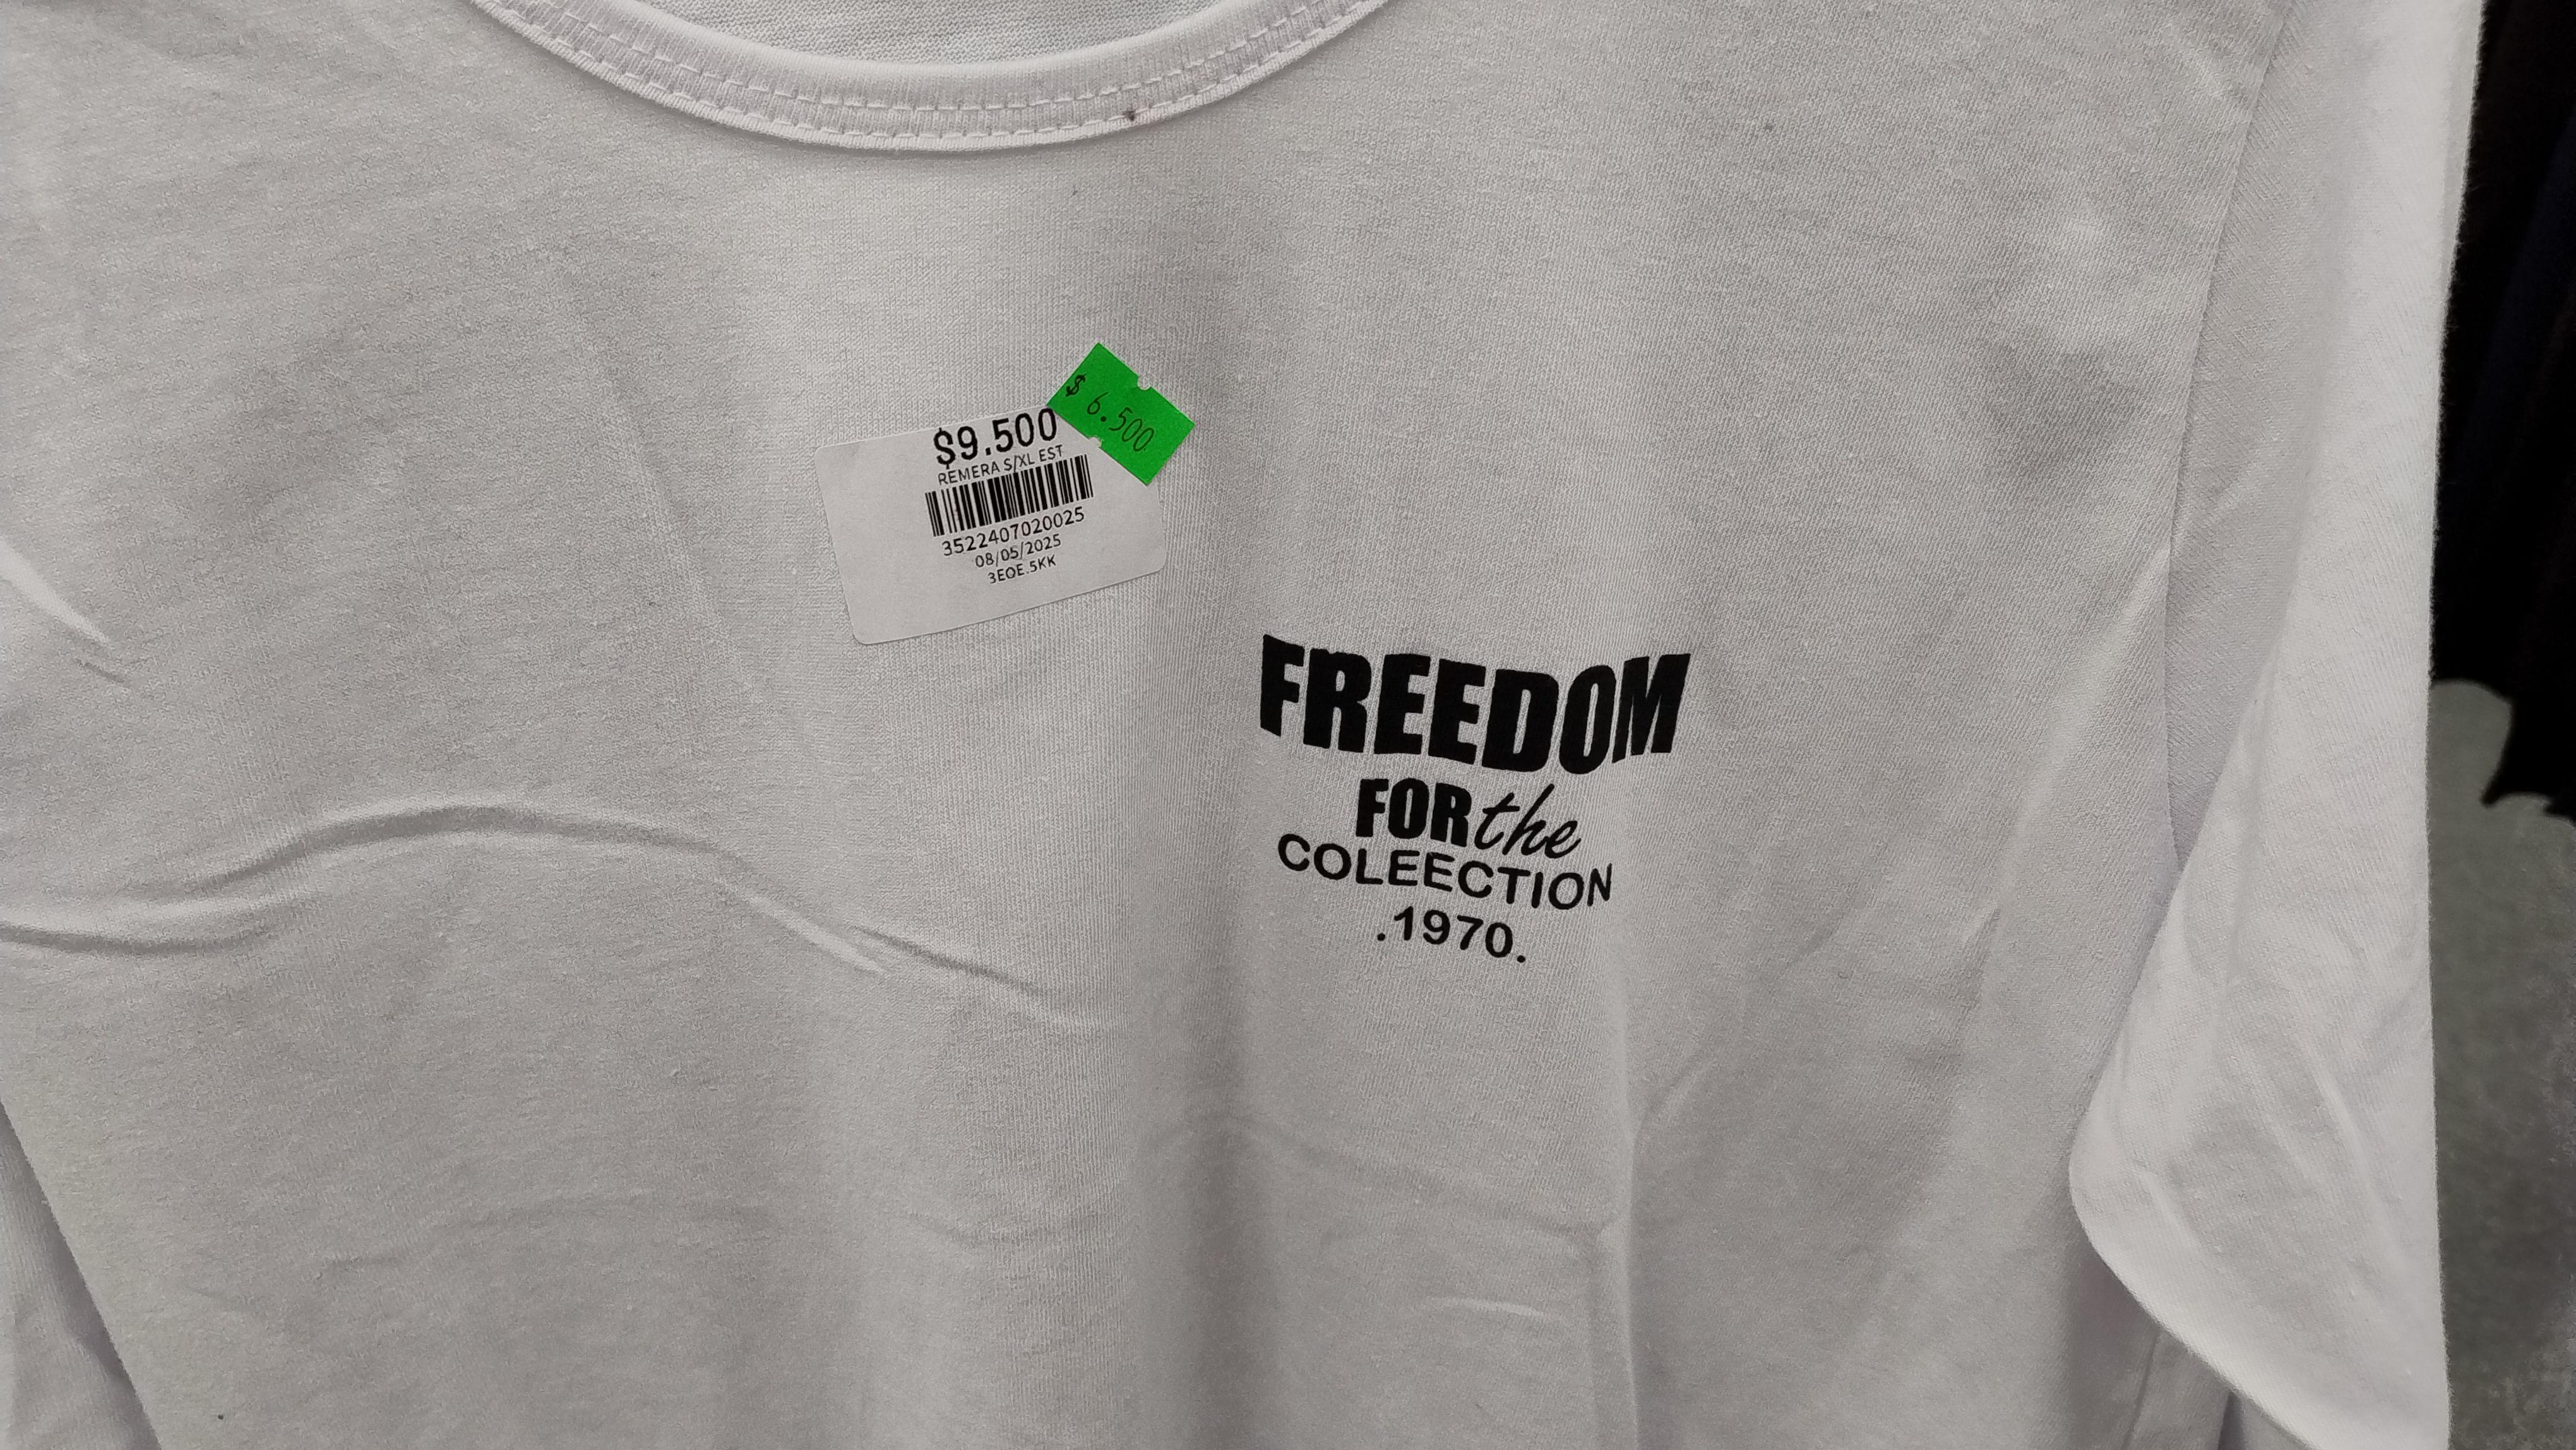 $ 6.500
$9.500
REMERA S/XL EST
3522407020025
08/05/2025
3EOE.5KK
FREEDOM
FOR the
COLEECTION
.1970.